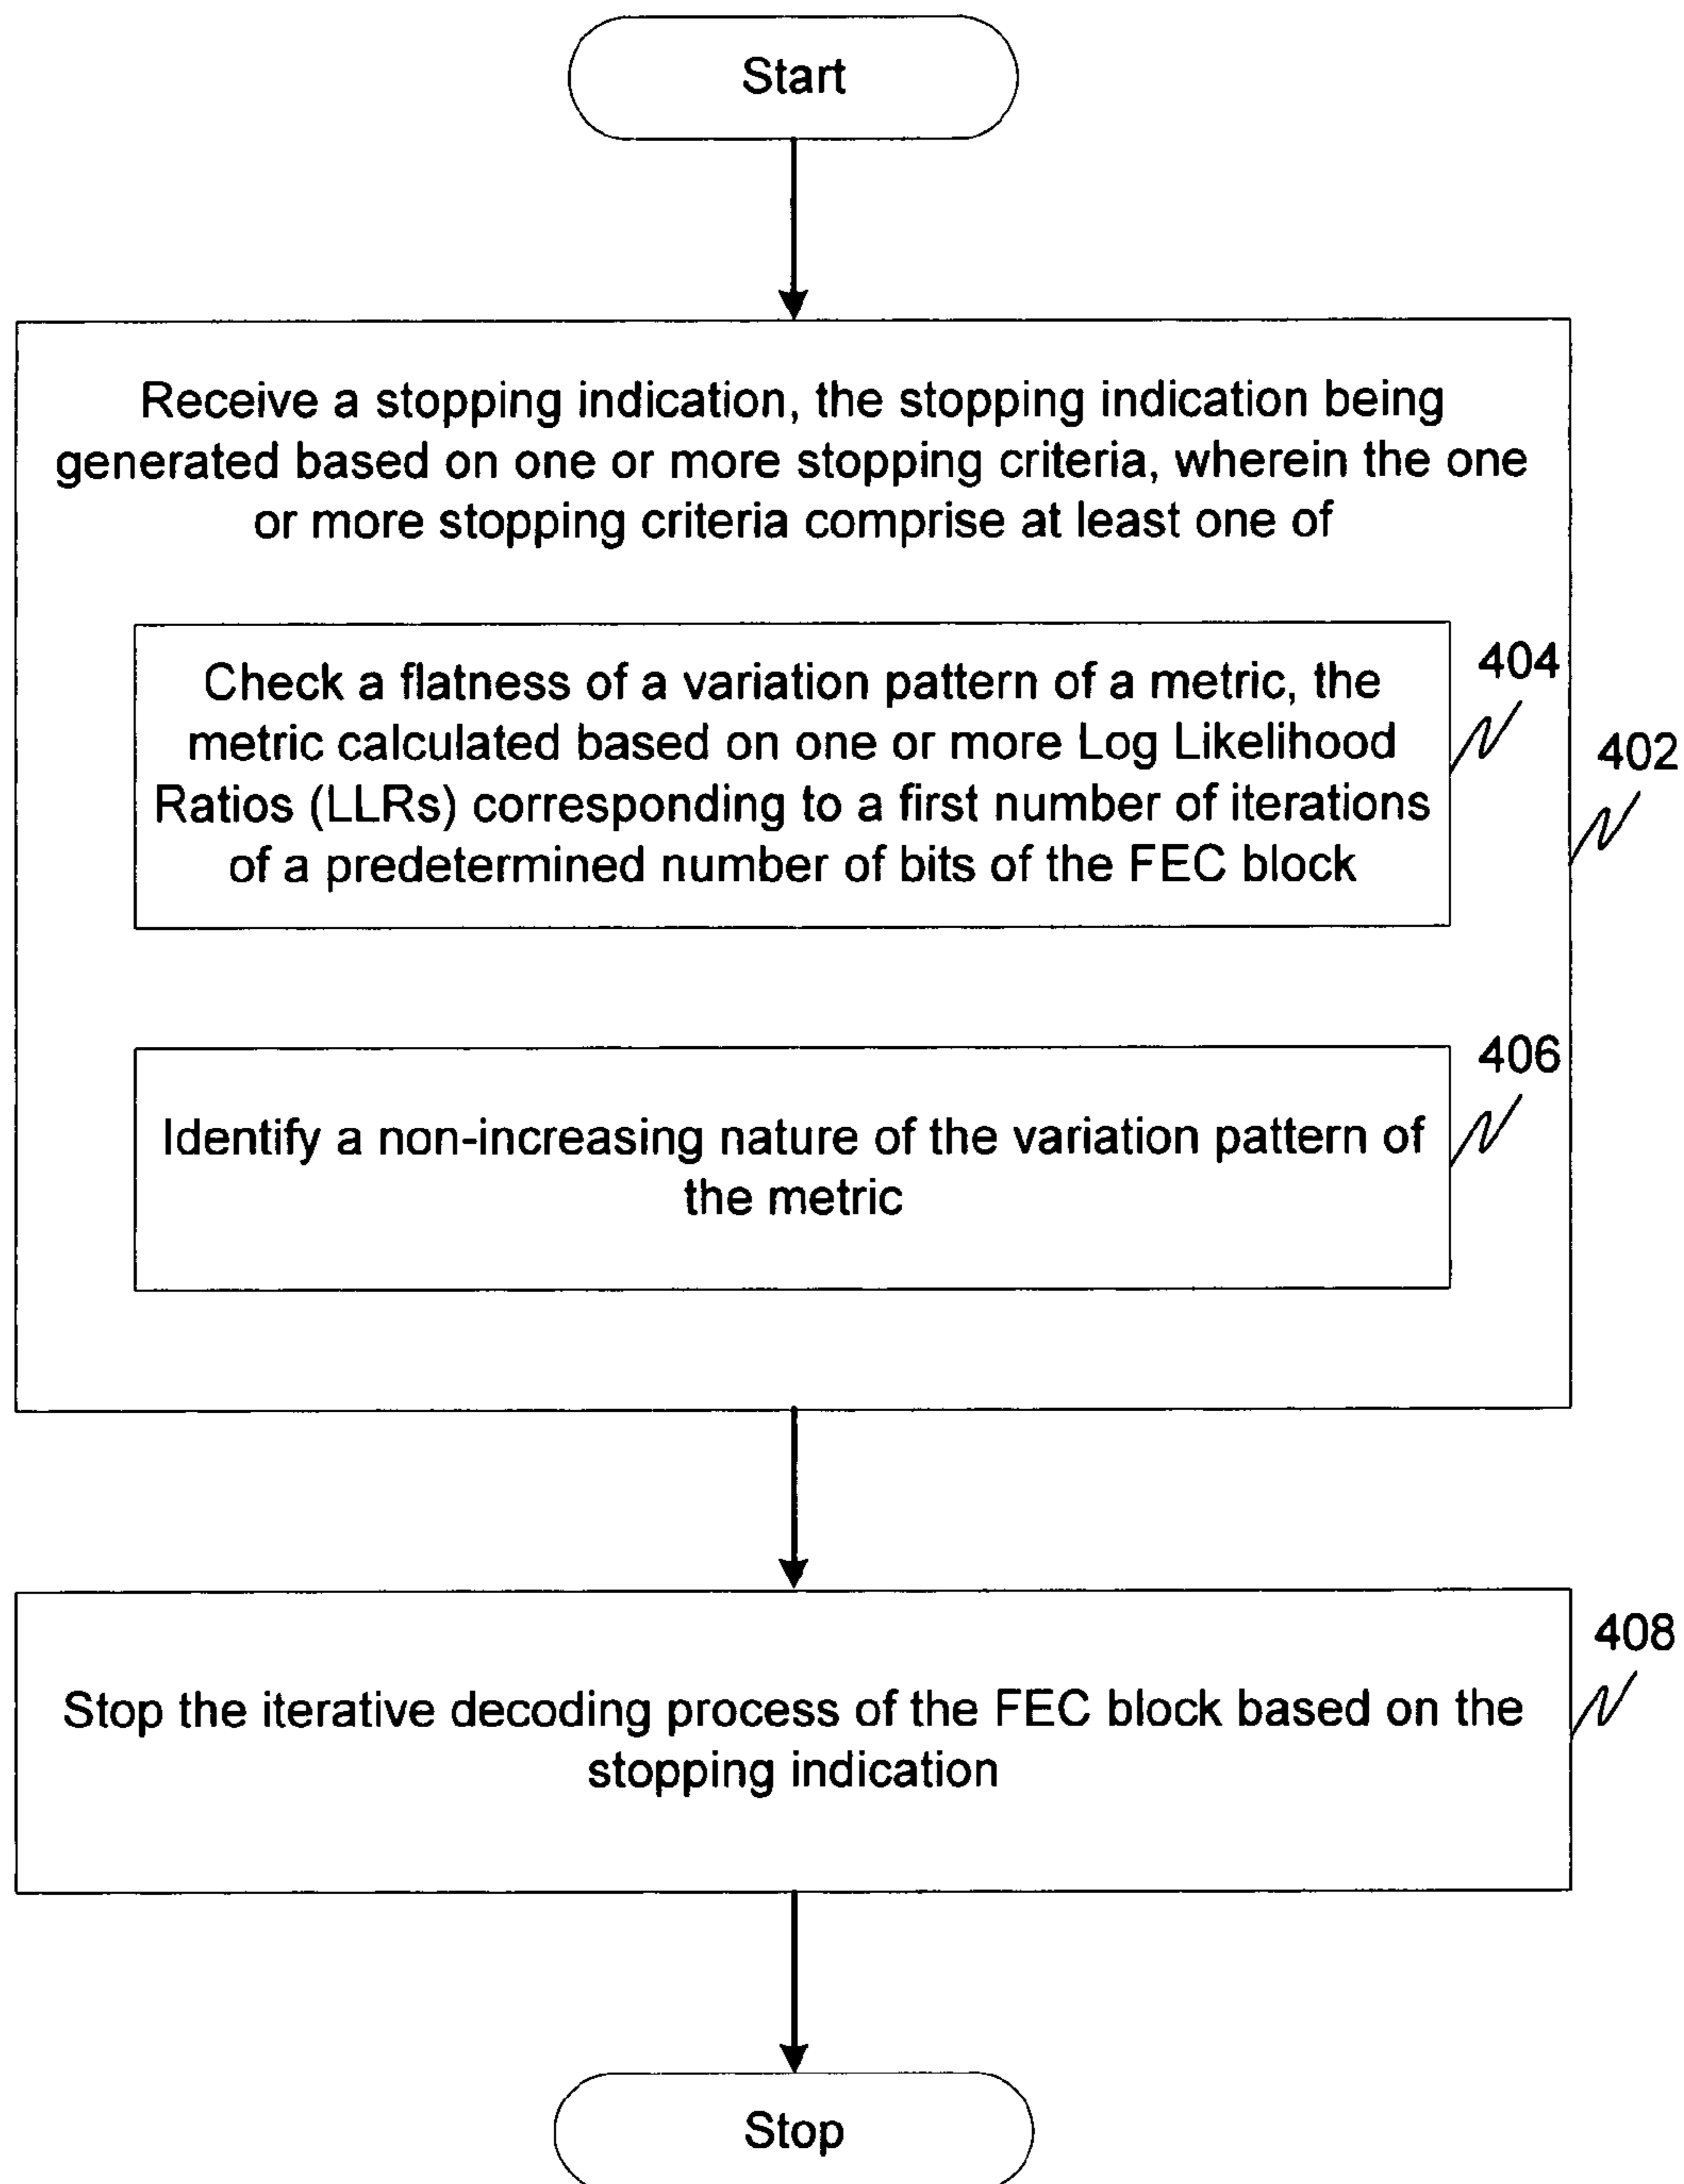 Start
Receive a stopping indication, the stopping indication being
generated based on one or more stopping criteria, wherein the one
or more stopping criteria comprise at least one of
404
Check a flatness of a variation pattern of a metric, the
metric calculated based on one or more Log Likelihood
Ratios (LLRs) corresponding to a first number of iterations
of a predetermined number of bits of the FEC block
402
406
Identify a non-increasing nature of the variation pattern of
the metric
408
Stop the iterative decoding process of the FEC block based on the
stopping indication
Stop